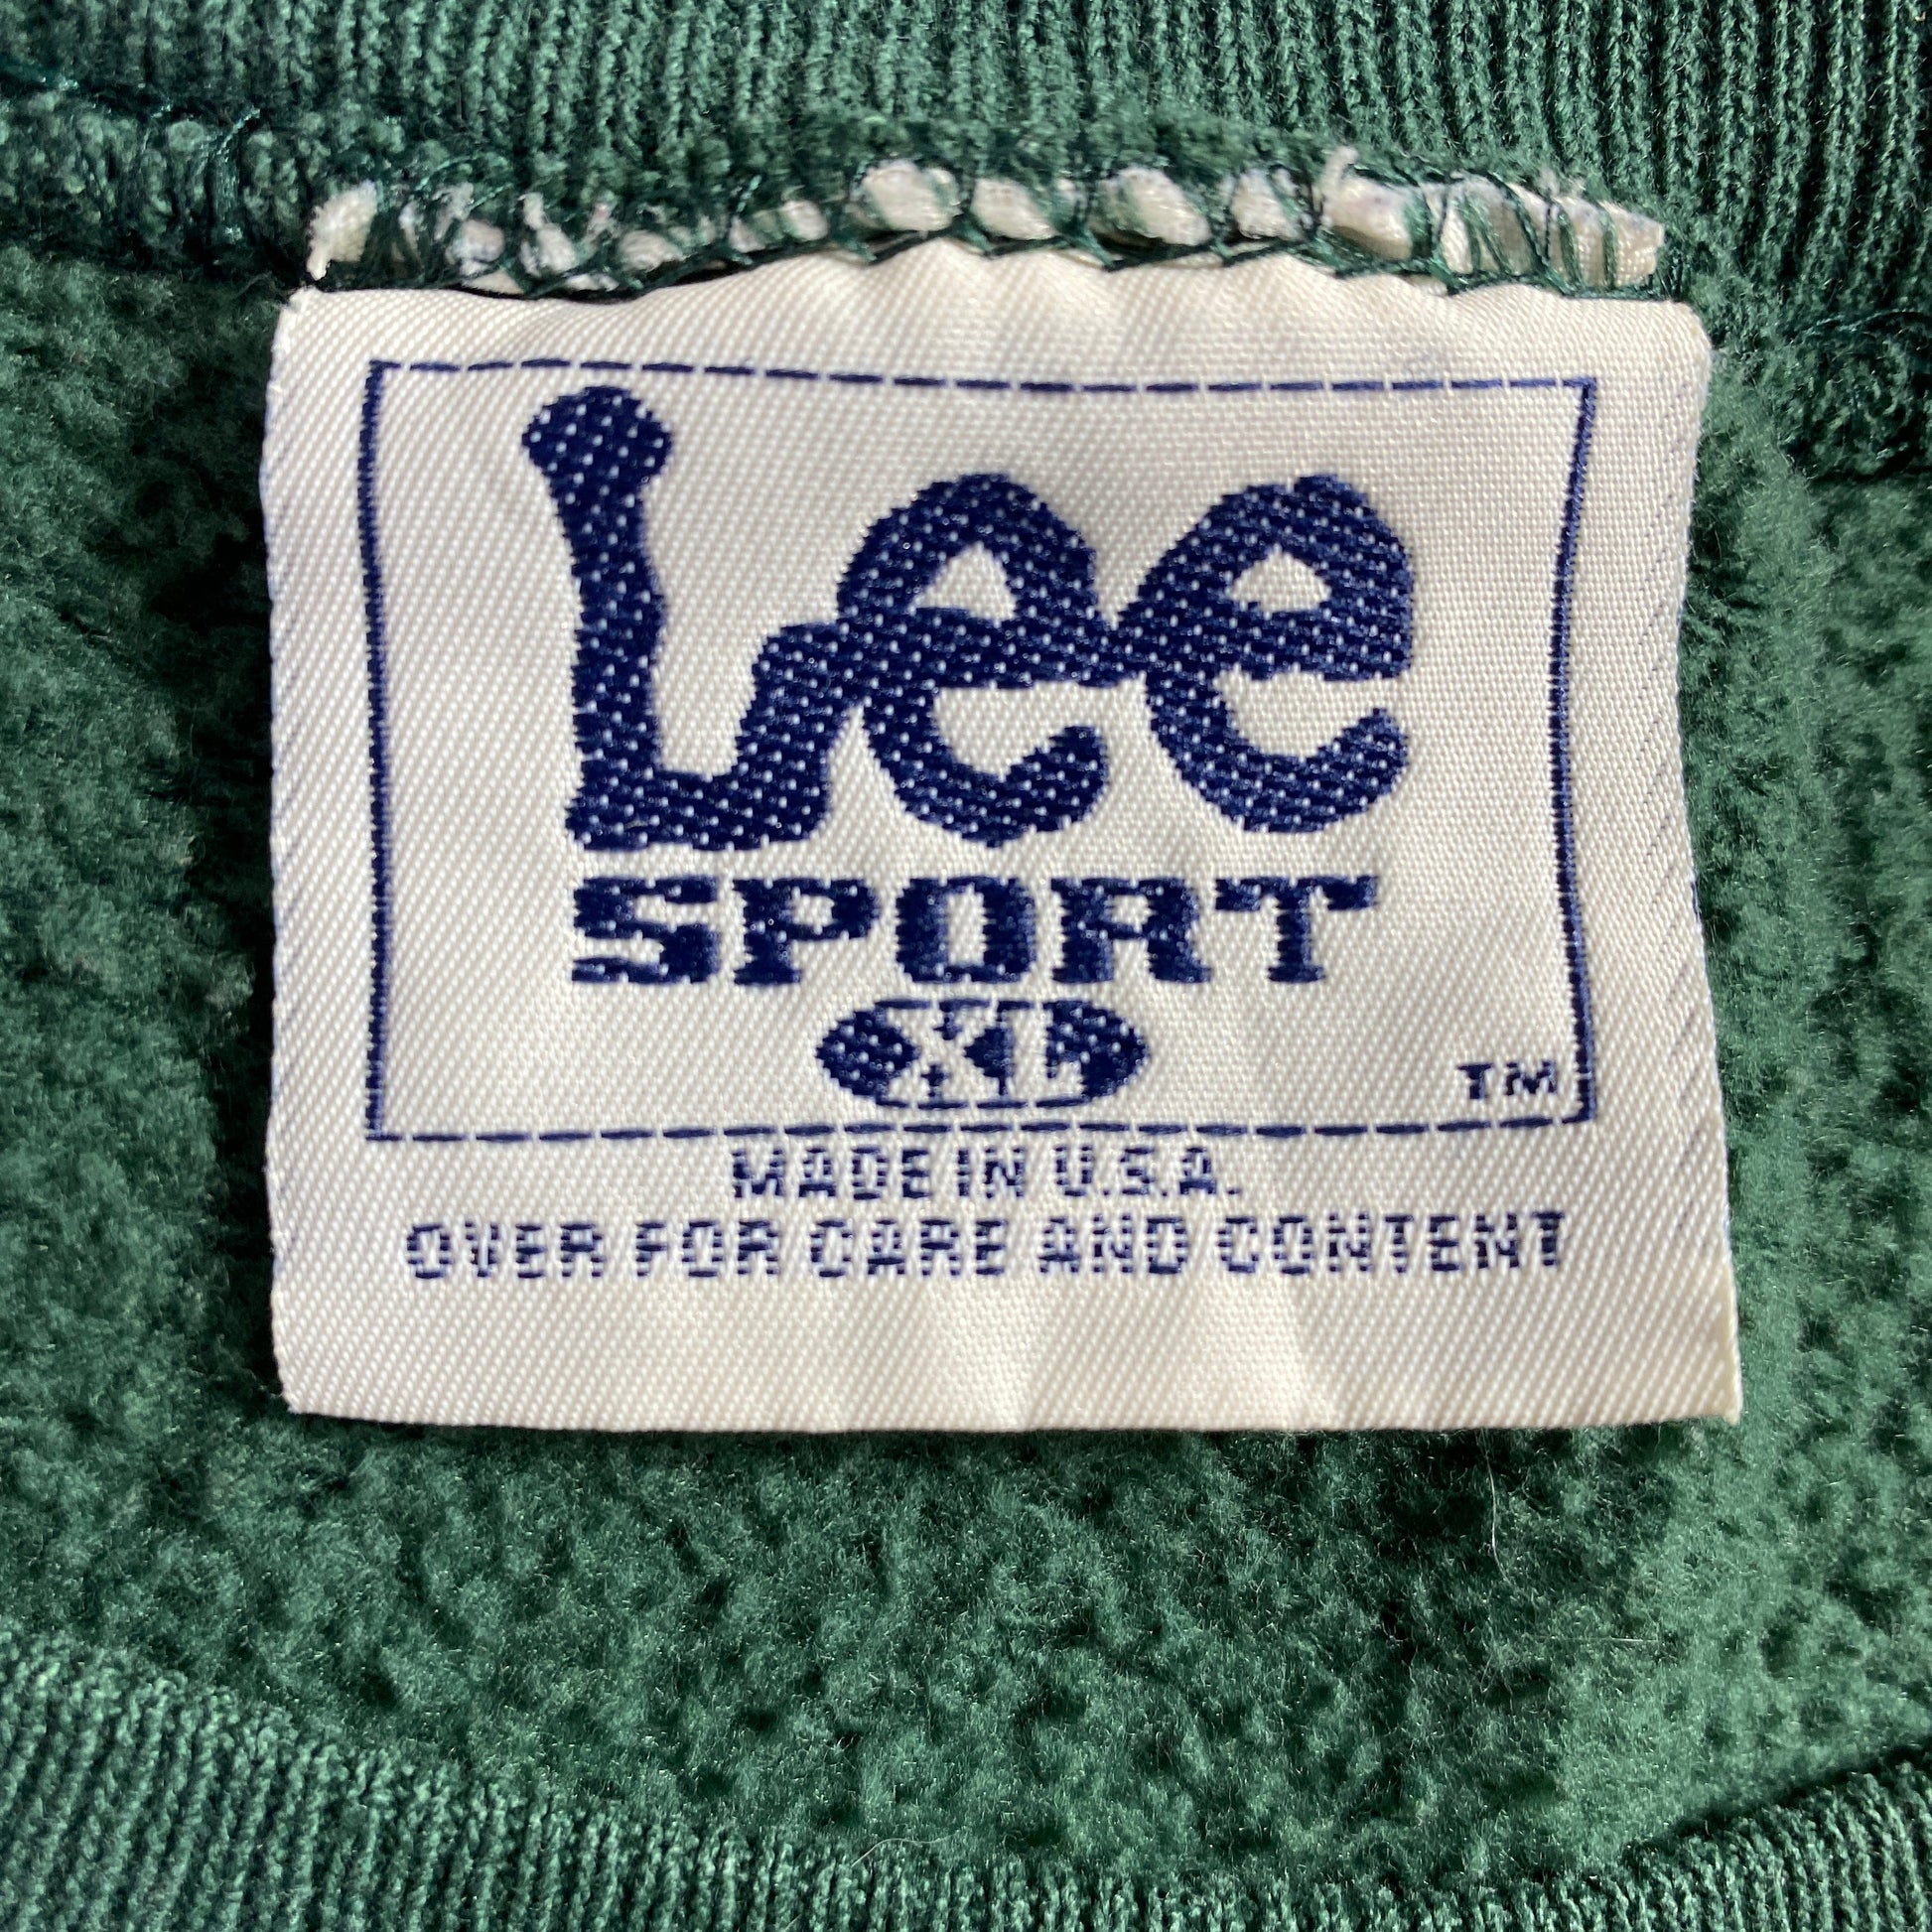 Lee
SPORT
XL
TM
MADE IN U.S.A.
OVER FOR CARE AND CONTENT